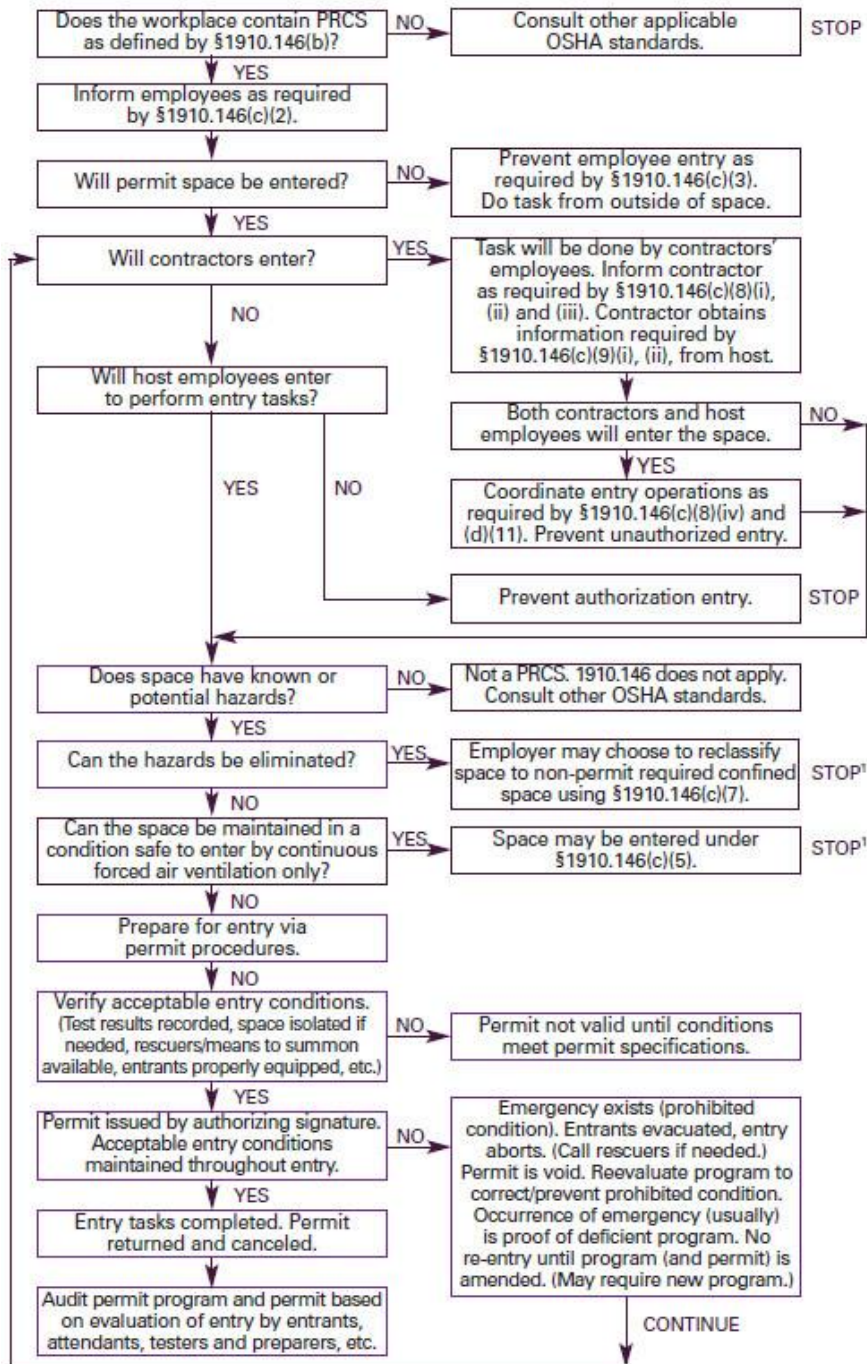 Does the workplace contain PRCS
as defined by §1910.146(b)?
NO
Consult other applicable
OSHA standards.
STOP
YES
Inform employees as required
by §1910.146(c)(2).
Will permit space be entered?
NO
Prevent employee entry as
required by §1910.146(c)(3).
Do task from outside of space.
YES
Will contractors enter?
YES
Task will be done by contractors'
employees. Inform contractor
as required by §1910.146(c)(8)(i),
(ii) and (iii). Contractor obtains
information required by
§1910.146(c)(9)(i), (ii), from host.
NO
Will host employees enter
to perform entry tasks?
Both contractors and host
employees will enter the space.
NO
YES
YES
NO
Coordinate entry operations as
required by §1910.146(c)(8)(iv) and
(d)(11). Prevent unauthorized entry.
Prevent authorization entry.
STOP
Does space have known or
potential hazards?
NO
Not a PRCS. 1910.146 does not apply.
Consult other OSHA standards.
YES
Can the hazards be eliminated?
YES
Employer may choose to reclassify
space to non-permit required confined
space using §1910.146(c)(7).
STOP¹
NO
Can the space be maintained in a
condition safe to enter by continuous
forced air ventilation only?
YES
Space may be entered under
§1910.146(c)(5).
STOP¹
NO
Prepare for entry via
permit procedures.
NO
Verify acceptable entry conditions.
(Test results recorded, space isolated if
needed, rescuers/means to summon
available, entrants properly equipped, etc.)
NO
Permit not valid until conditions
meet permit specifications.
YES
Permit issued by authorizing signature.
Acceptable entry conditions
maintained throughout entry.
NO
Emergency exists (prohibited
condition). Entrants evacuated, entry
aborts. (Call rescuers if needed.)
Permit is void. Reevaluate program to
correct/prevent prohibited condition.
Occurrence of emergency (usually)
is proof of deficient program. No
re-entry until program (and permit) is
amended. (May require new program.)
YES
Entry tasks completed. Permit
returned and canceled.
Audit permit program and permit based
on evaluation of entry by entrants,
attendants, testers and preparers, etc.
CONTINUE